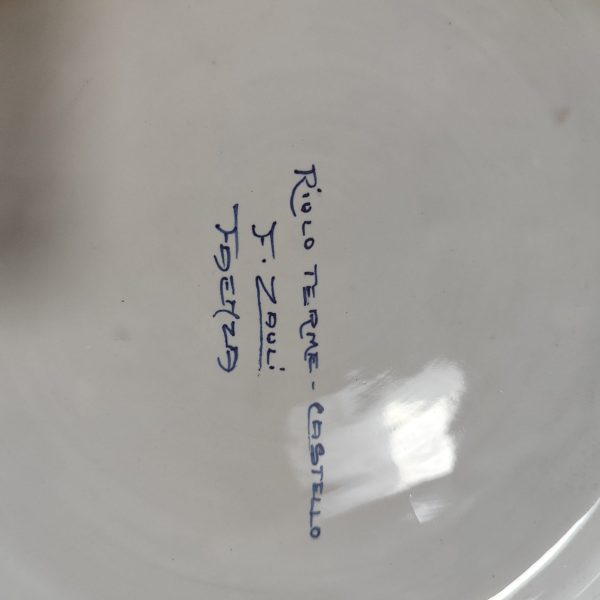 RIOLO TERME - CASTELLO
F. ZAULI
FAENZA